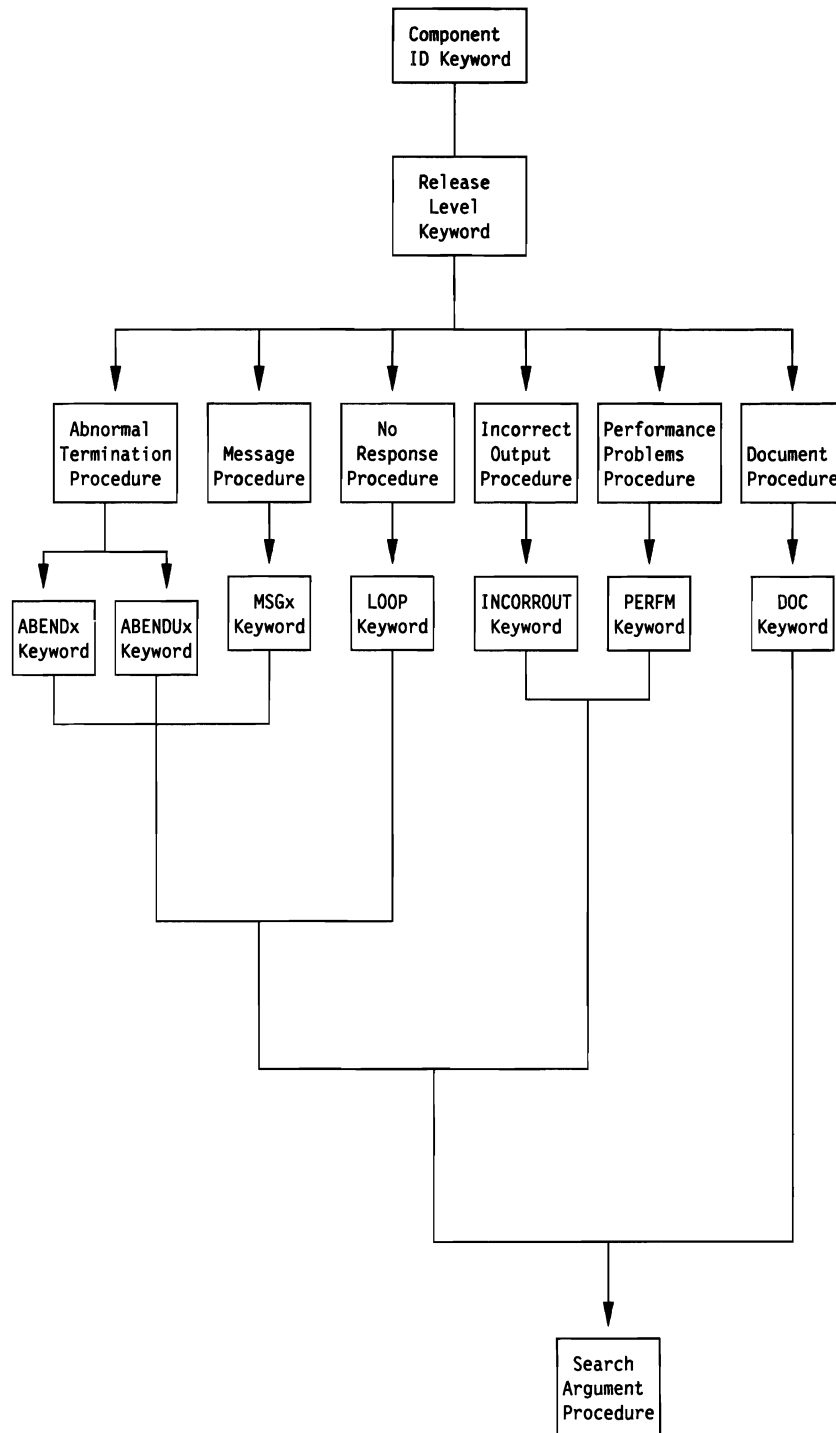 Component
ID Keyword
Release
Level
Keyword
Abnormal
Termination
Procedure
Message
Procedure
No
Response
Procedure
Incorrect
Output
Procedure
Performance
Problems
Procedure
Document
Procedure
ABENDx
Keyword
ABENDUx
Keyword
MSGx
Keyword
LOOP
Keyword
INCORROUT
Keyword
PERFM
Keyword
DOC
Keyword
Search
Argument
Procedure